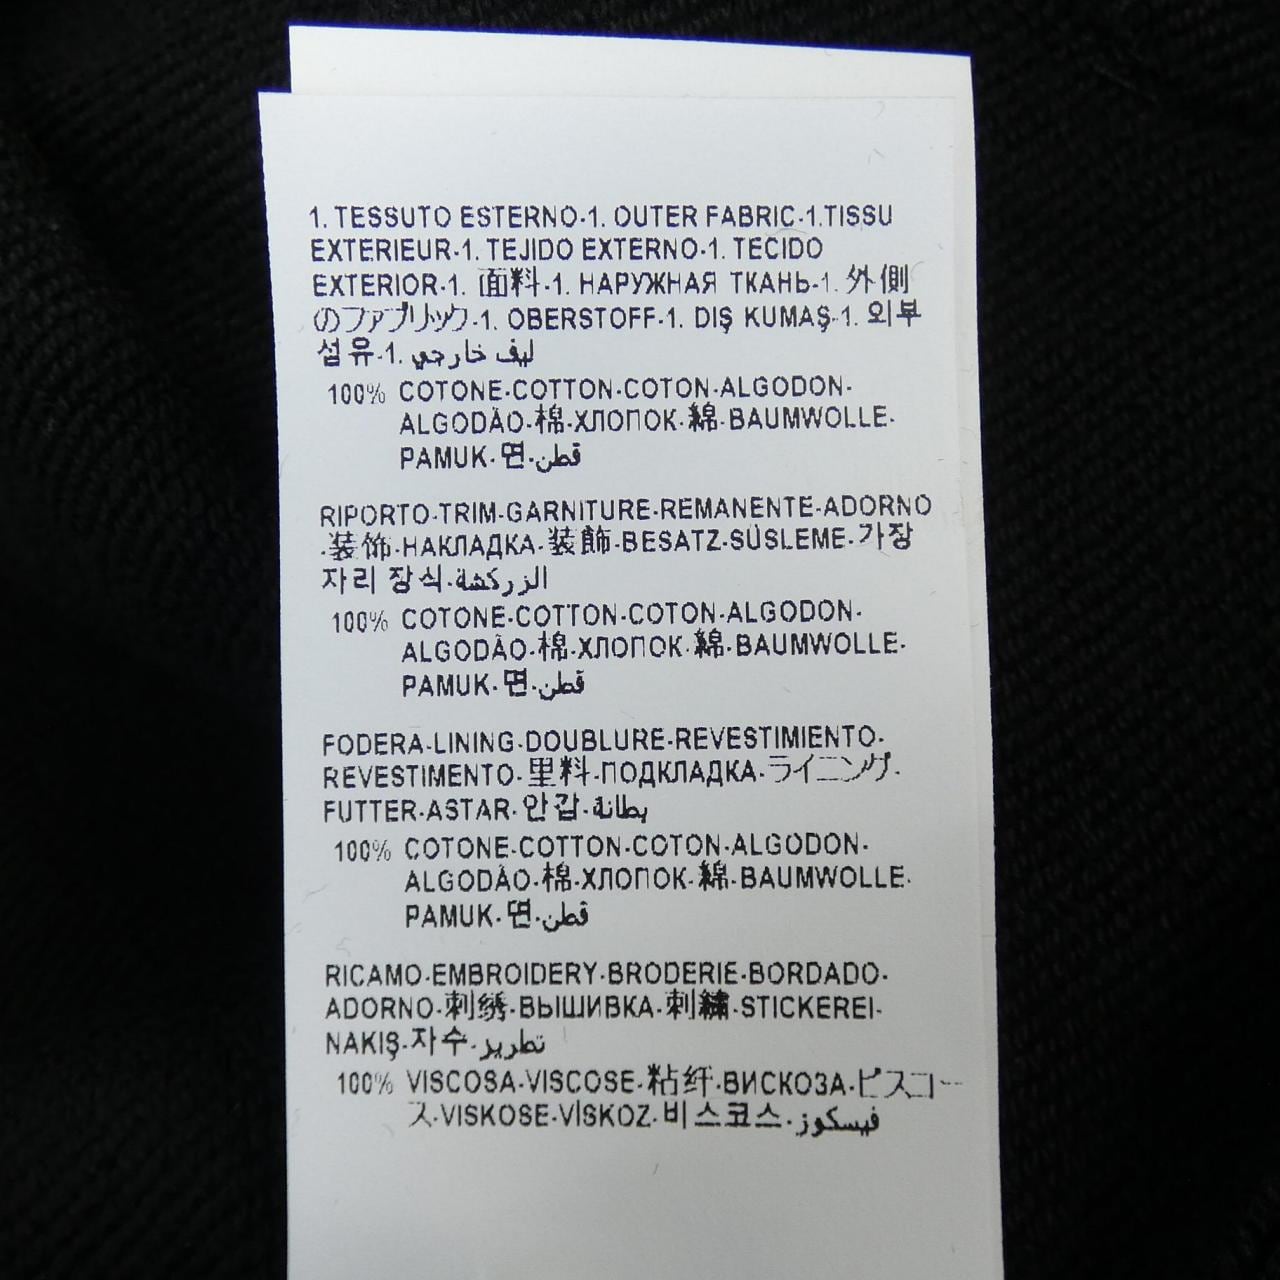 1. TESSUTO ESTERNO-1. OUTER FABRIC-1.TISSU
EXTERIEUR-1. TEJIDO EXTERNO-1. TECIDO
EXTERIOR-1. 面料-1. НАРУЖНАЯ ТКАНЬ-1. 外側
のファブリック-1. OBERSTOFF-1. DIŞ KUMAŞ-1. 외부
섬유-1. ليف خارجي
100% COTONE-COTTON-COTON-ALGODON-
ALGODÃO-棉-ХЛОПОК-綿-BAUMWOLLE-
PAMUK-면-قطن
RIPORTO-TRIM-GARNITURE-REMANENTE-ADORNO
-装饰-НАКЛАДКА-装飾-BESATZ-SÜSLEME-가장
자리 장식-الزركشة
100% COTONE-COTTON-COTON-ALGODON-
ALGODÃO-棉-ХЛОПОК-綿-BAUMWOLLE-
PAMUK-면-قطن
FODERA-LINING-DOUBLURE-REVESTIMIENTO-
REVESTIMENTO-里料-ПОДКЛАДКА-ライニング-
FUTTER-ASTAR-안감-بطانة
100% COTONE-COTTON-COTON-ALGODON-
ALGODÃO-棉-ХЛОПОК-綿-BAUMWOLLE-
PAMUK-면-قطن
RICAMO-EMBROIDERY-BRODERIE-BORDADO-
ADORNO-刺绣-ВЫШИВКА-刺繍-STICKEREI-
NAKIŞ-자수-تطريز
100% VISCOSA-VISCOSE-粘纤-ВИСКОЗА-ビスコー
ス-VISKOSE-VİSKOZ-비스코스-فيسكوز